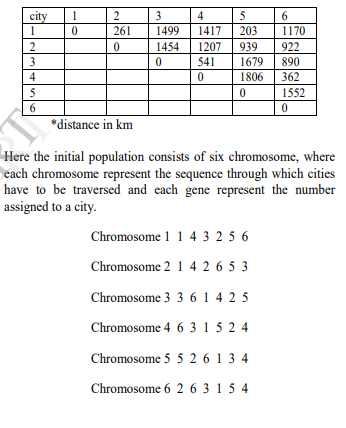 city 1 2 3 4 5 6
1 0 261 1499 1417 203 1170
2 0 1454 1207 939 922
3 0 541 1679 890
4 0 1806 362
5 0 1552
6 0
*distance in km
Here the initial population consists of six chromosome, where
each chromosome represent the sequence through which cities
have to be traversed and each gene represent the number
assigned to a city.
Chromosome 1 1 4 3 2 5 6
Chromosome 2 1 4 2 6 5 3
Chromosome 3 3 6 1 4 2 5
Chromosome 4 6 3 1 5 2 4
Chromosome 5 5 2 6 1 3 4
Chromosome 6 2 6 3 1 5 4